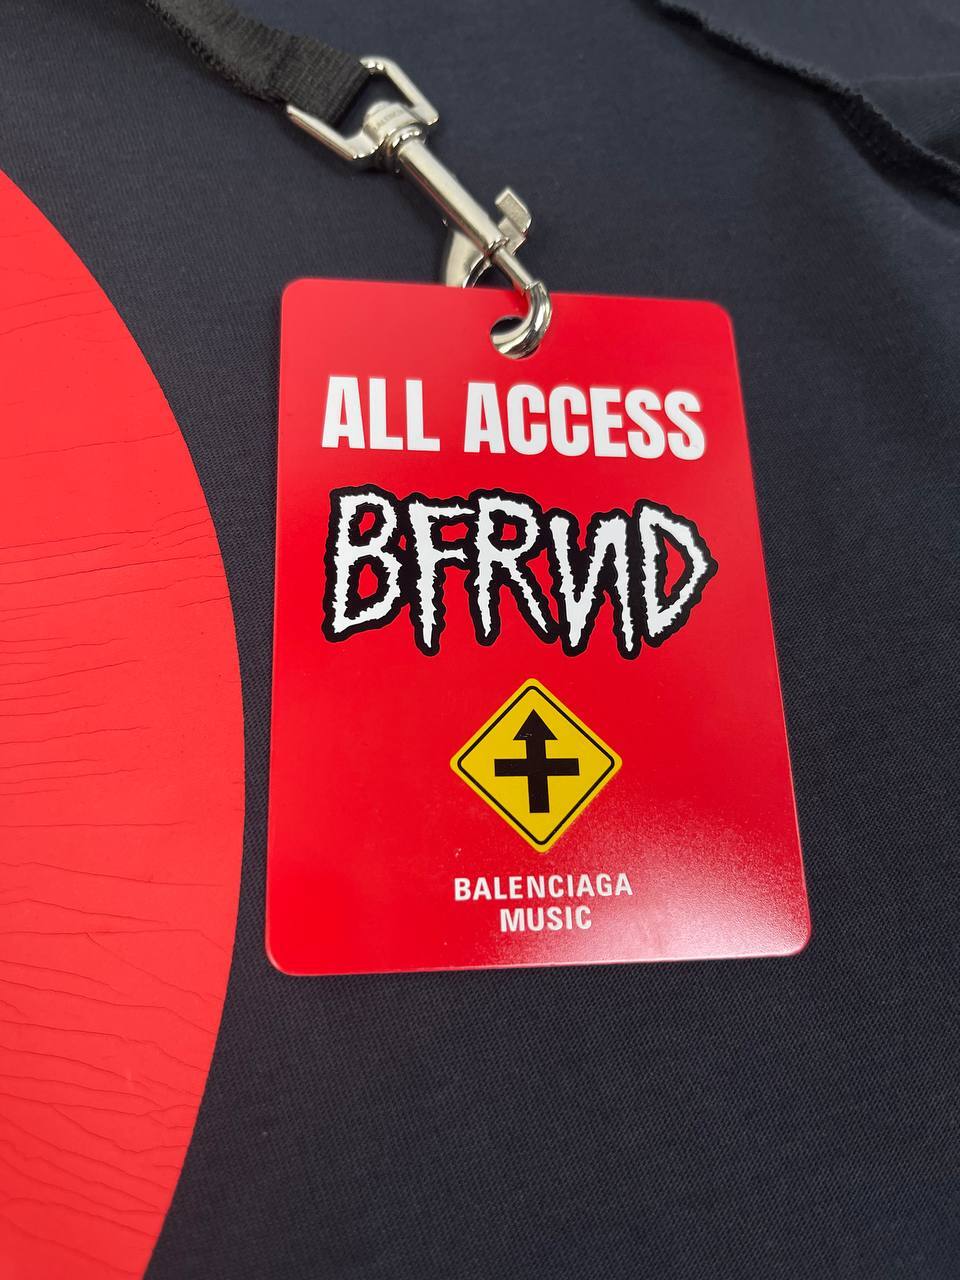 ALL ACCESS
BFRND
BALENCIAGA
MUSIC